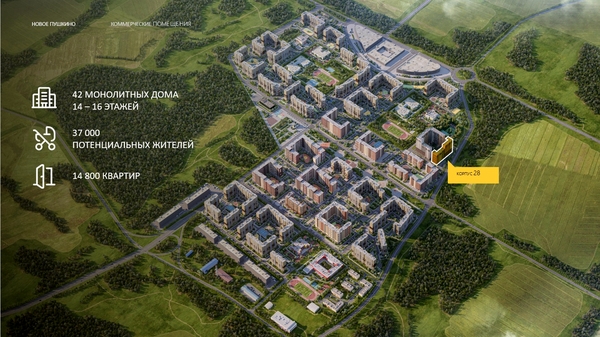 НОВОЕ ПУШКИНО
КОММЕРЧЕСКИЕ ПОМЕЩЕНИЯ
42 МОНОЛИТНЫХ ДОМА
14 – 16 ЭТАЖЕЙ
37 000
ПОТЕНЦИАЛЬНЫХ ЖИТЕЛЕЙ
14 800 КВАРТИР
КОРПУС 28